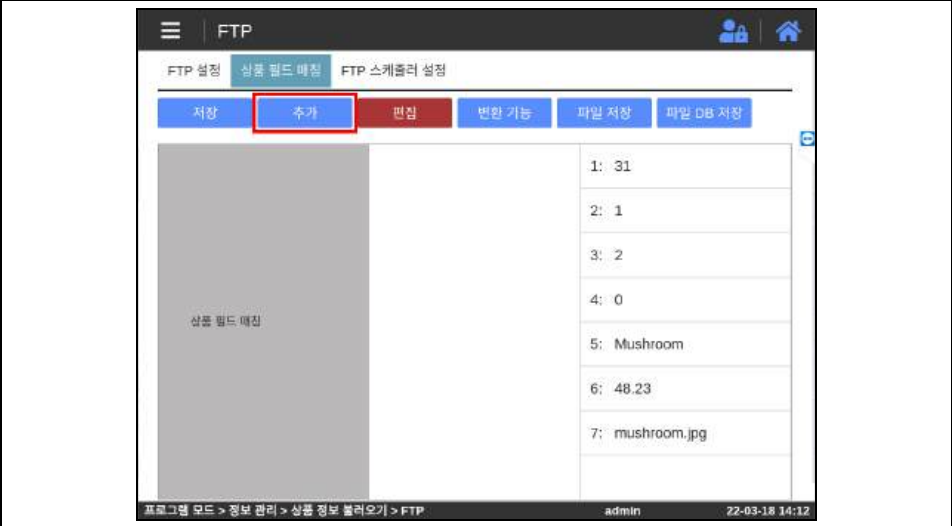 FTP
FTP 설정 상품 필드 매칭 FTP 스케줄러 설정
저장 추가 편집 변환 기능 파일 저장 파일 DB 저장
1: 31
2: 1
3: 2
4: 0
상품 필드 매칭
5: Mushroom
6: 48.23
7: mushroom.jpg
프로그램 모드 > 정보 관리 > 상품 정보 불러오기 > FTP admin 22-03-18 14:12